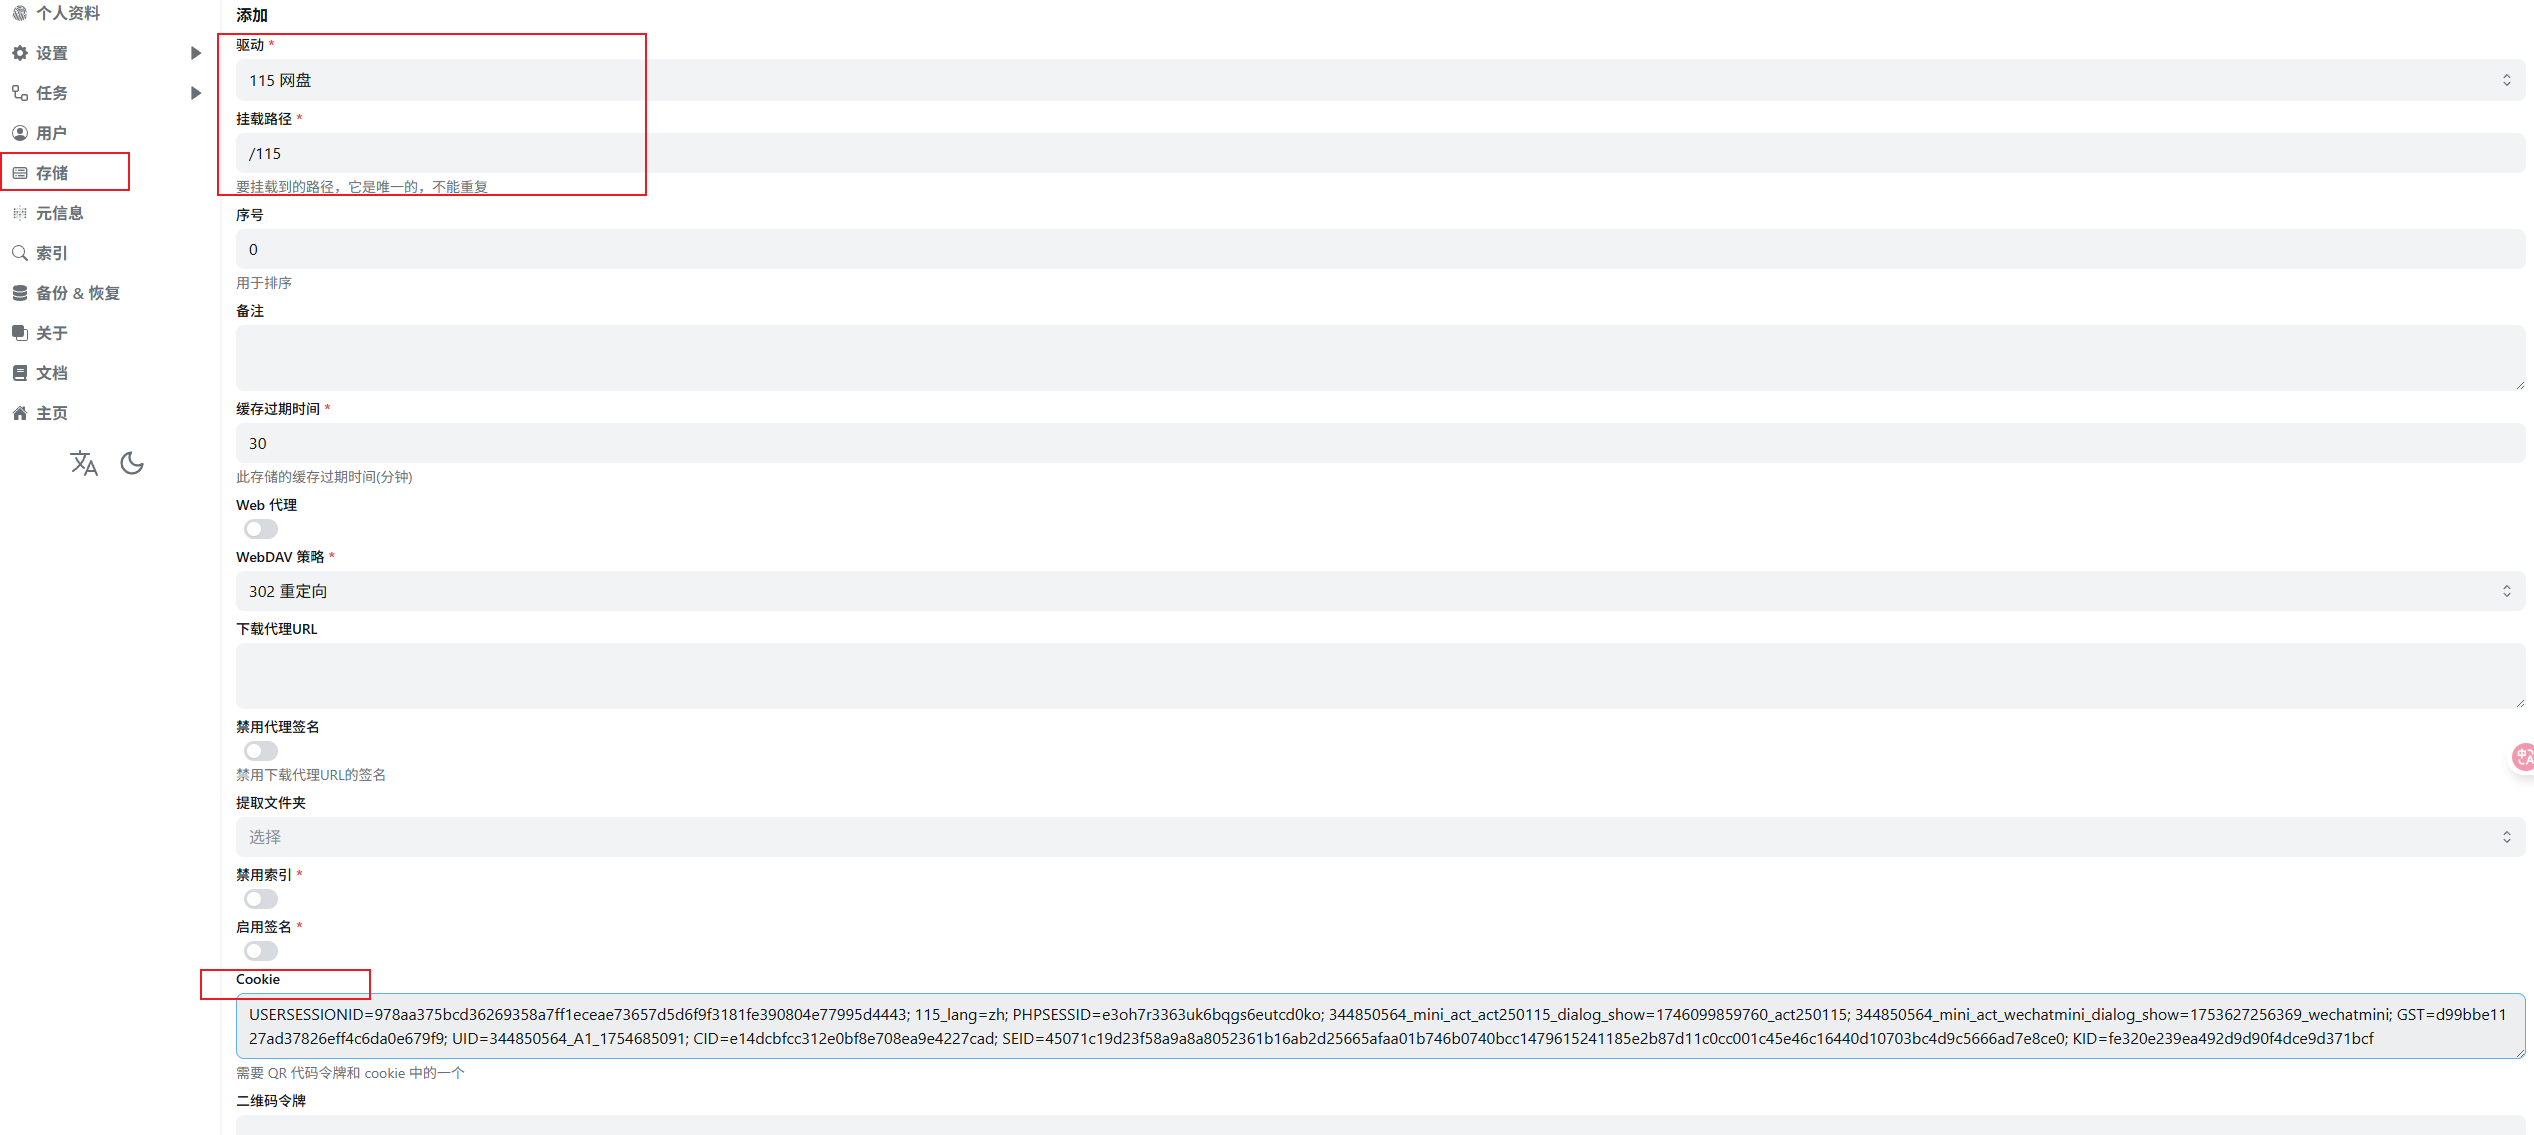 个人资料
设置
任务
用户
存储
元信息
索引
备份 & 恢复
关于
文档
主页
添加
驱动 *
115 网盘
挂载路径 *
/115
要挂载到的路径，它是唯一的，不能重复
序号
0
用于排序
备注
缓存过期时间 *
30
此存储的缓存过期时间(分钟)
Web 代理
WebDAV 策略 *
302 重定向
下载代理URL
禁用代理签名
禁用下载代理URL的签名
提取文件夹
选择
禁用索引 *
启用签名 *
Cookie
USERSESSIONID=978aa375bcd36269358a7ff1eceae73657d5d6f9f3181fe390804e77995d4443; 115_lang=zh; PHPSESSID=e3oh7r3363uk6bqgs6eutcd0ko; 344850564_mini_act_act250115_dialog_show=1746099859760_act250115; 344850564_mini_act_wechatmini_dialog_show=1753627256369_wechatmini; GST=d99bbe11
27ad37826eff4c6da0e679f9; UID=344850564_A1_1754685091; CID=e14dcbfcc312e0bf8e708ea9e4227cad; SEID=45071c19d23f58a9a8a8052361b16ab2d25665afaa01b746b0740bcc1479615241185e2b87d11c0cc001c45e46c16440d10703bc4d9c5666ad7e8ce0; KID=fe320e239ea492d9d90f4dce9d371bcf
需要 QR 代码令牌和 cookie 中的一个
二维码令牌